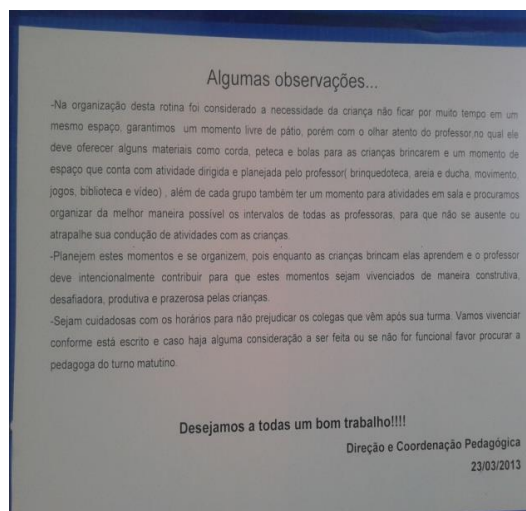 Algumas observações...
-Na organização desta rotina foi considerado a necessidade da criança não ficar por muito tempo em um
mesmo espaço, garantimos um momento livre de pátio, porém com o olhar atento do professor,no qual ele
deve oferecer alguns materiais como corda, peteca e bolas para as crianças brincarem e um momento de
espaço que conta com atividade dirigida e planejada pelo professor( brinquedoteca, areia e ducha, movimento,
jogos, biblioteca e vídeo) , além de cada grupo também ter um momento para atividades em sala e procuramos
organizar da melhor maneira possível os intervalos de todas as professoras, para que não se ausente ou
atrapalhe sua condução de atividades com as crianças.
-Planejem estes momentos e se organizem, pois enquanto as crianças brincam elas aprendem e o professor
deve intencionalmente contribuir para que estes momentos sejam vivenciados de maneira construtiva,
desafiadora, produtiva e prazerosa pelas crianças.
-Sejam cuidadosas com os horários para não prejudicar os colegas que vêm após sua turma. Vamos vivenciar
conforme está escrito e caso haja alguma consideração a ser feita ou se não for funcional favor procurar a
pedagoga do turno matutino.
Desejamos a todas um bom trabalho!!!!
Direção e Coordenação Pedagógica
23/03/2013